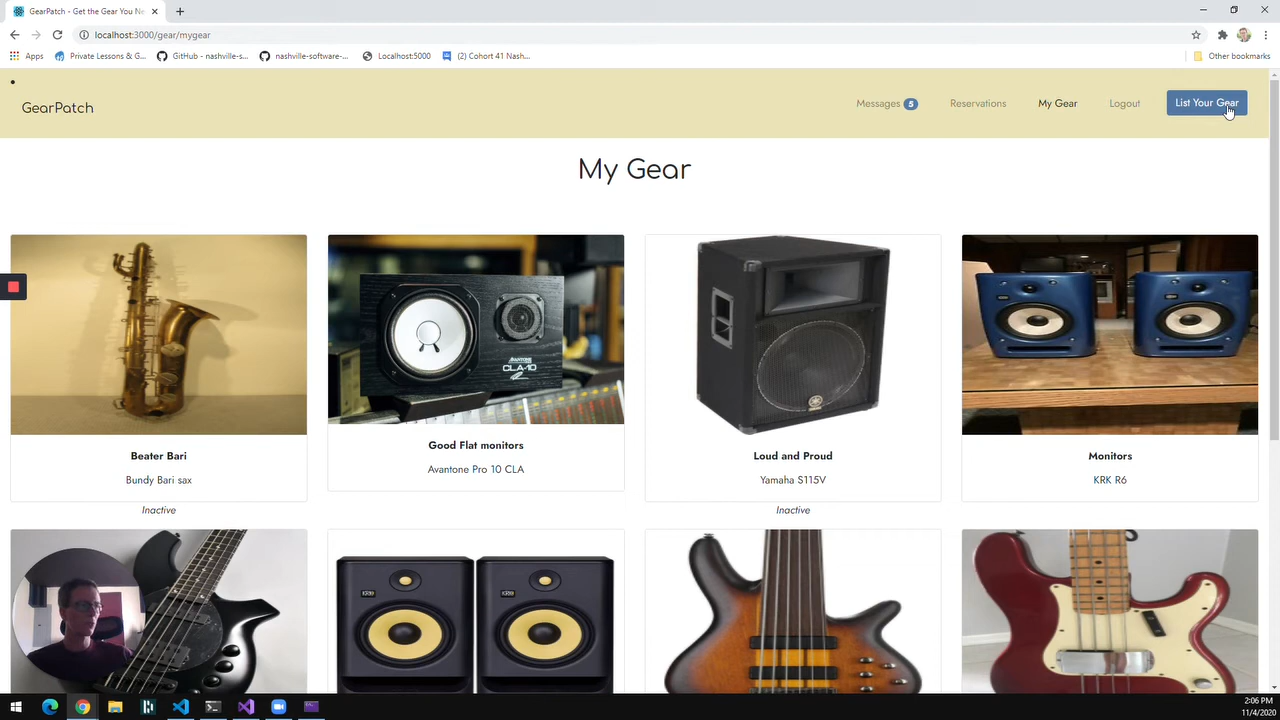 GearPatch - Get the Gear You Ne
localhost:3000/gear/mygear
Apps
Private Lessons & G...
GitHub - nashville-s...
nashville-software-...
Localhost:5000
(2) Cohort 41 Nash...
Other bookmarks
GearPatch
Messages 5
Reservations
My Gear
Logout
List Your Gear
My Gear
AVANTONE
CLA-10
Beater Bari
Bundy Bari sax
Inactive
Good Flat monitors
Avantone Pro 10 CLA
Loud and Proud
Yamaha S115V
Inactive
Monitors
KRK R6
2:06 PM
11/4/2020